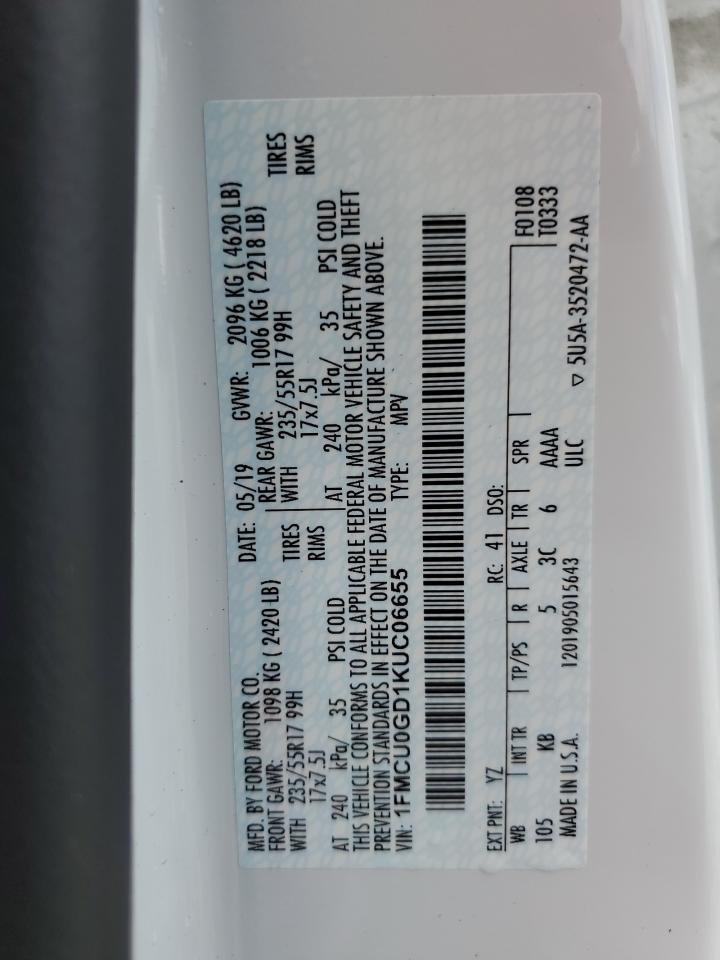 MFD. BY FORD MOTOR CO. DATE: 05/19 GVWR: 2096 KG ( 4620 LB)
FRONT GAWR: 1098 KG ( 2420 LB) REAR GAWR: 1006 KG ( 2218 LB)
WITH 235/55R17 99H TIRES WITH 235/55R17 99H TIRES
17x7.5J RIMS 17x7.5J RIMS
AT 240 kPa/ 35 PSI COLD AT 240 kPa/ 35 PSI COLD
THIS VEHICLE CONFORMS TO ALL APPLICABLE FEDERAL MOTOR VEHICLE SAFETY AND THEFT
PREVENTION STANDARDS IN EFFECT ON THE DATE OF MANUFACTURE SHOWN ABOVE.
VIN: 1FMCU0GD1KUC06655 TYPE: MPV
EXT PNT: YZ RC: 41 DSO: F0108
WB INT TR TP/PS R AXLE TR SPR T0333
105 KB 5 3C 6 AAAA
MADE IN U.S.A. 1201905015643 ULC ▽ 5U5A-3520472-AA